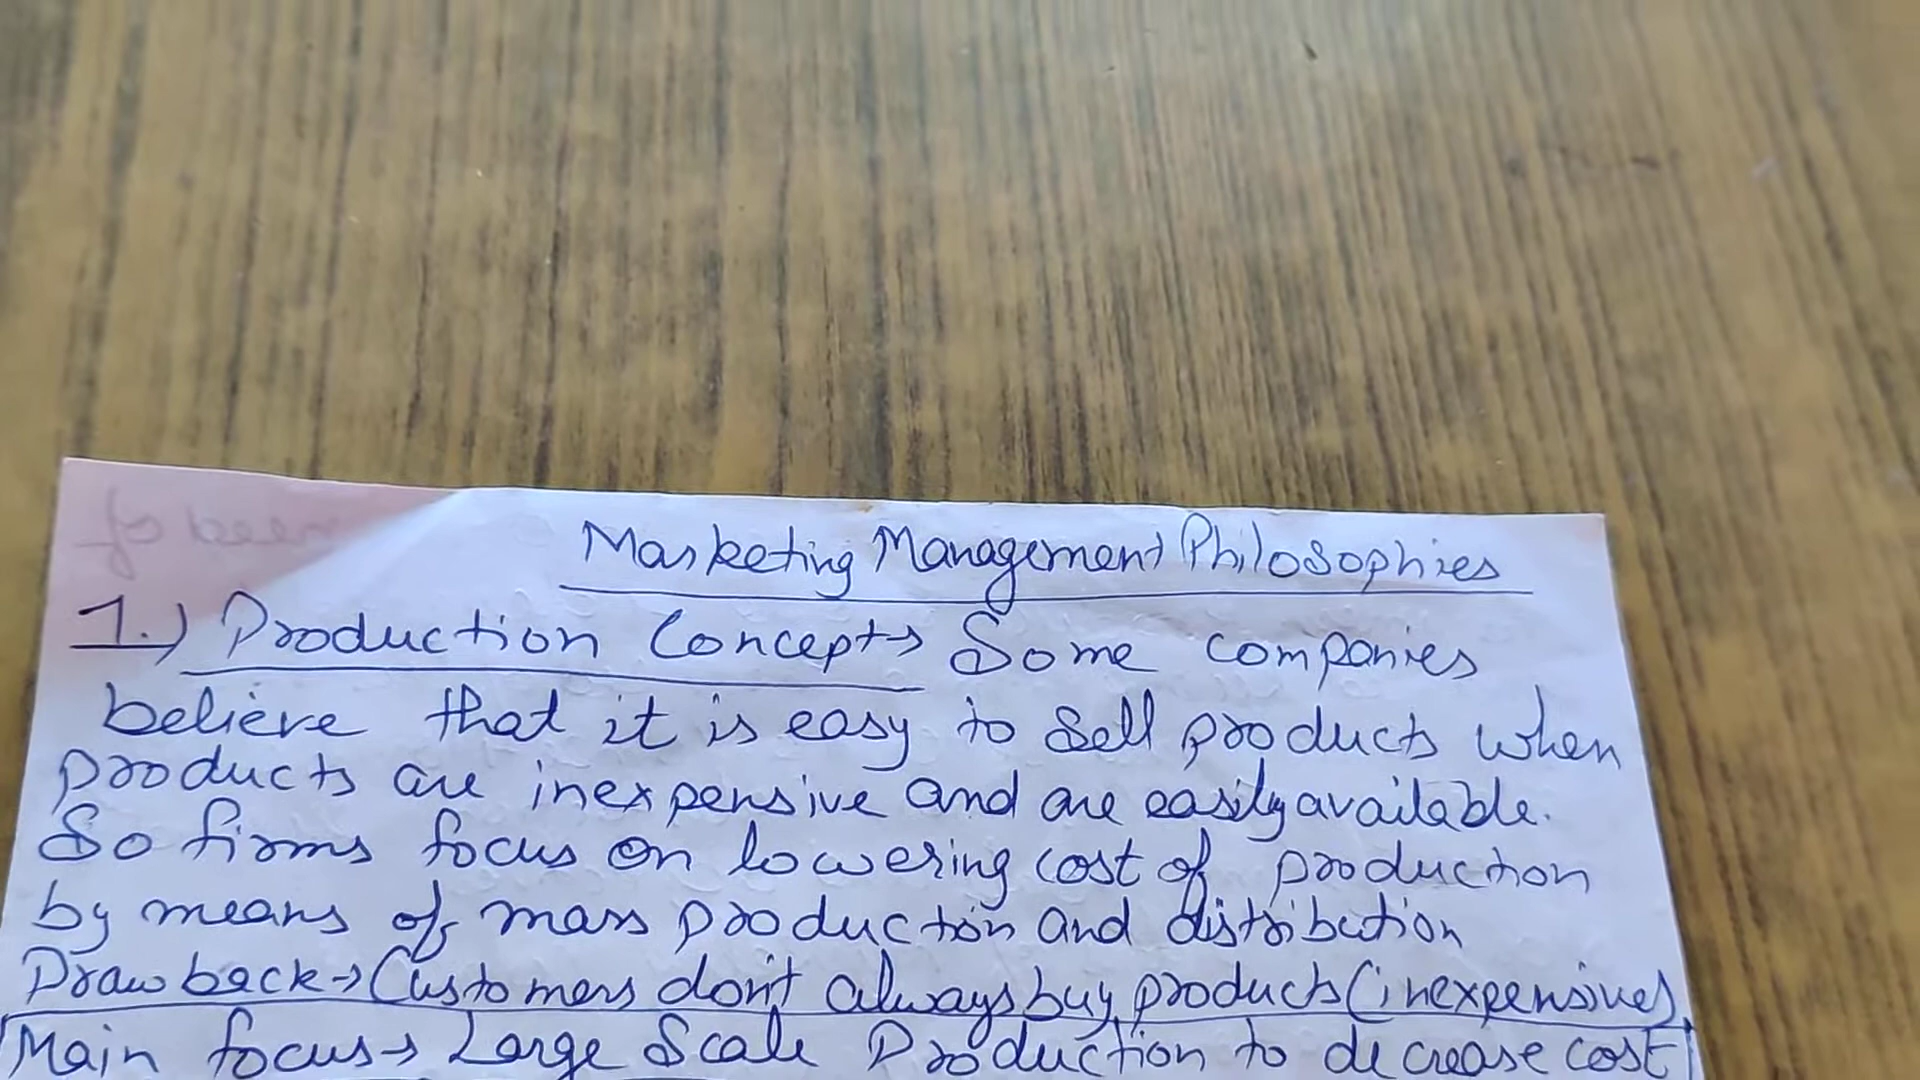 Marketing Management Philosophies
1.) Production Concept→ Some companies
believe that it is easy to sell products when
products are inexpensive and are easily available.
So firms focus on lowering cost of production
by means of mass production and distribution
Drawback→ Customers don't always buy products (inexpensive)
Main focus→ Large Scale Production to decrease cost